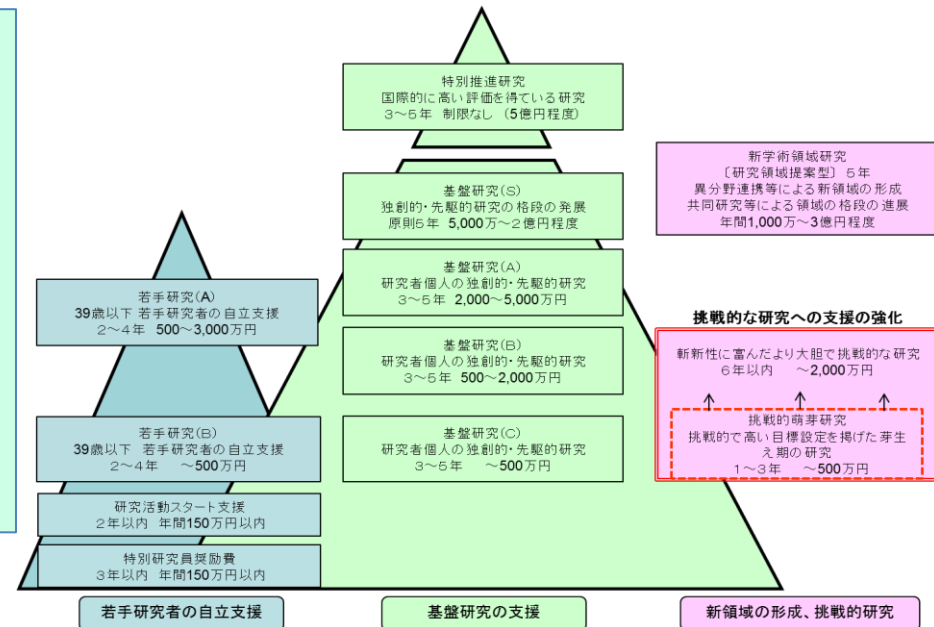 特別推進研究
国際的に高い評価を得ている研究
3～5年 制限なし （5億円程度）
基盤研究(S)
独創的・先駆的研究の格段の発展
原則5年 5,000万～2億円程度
基盤研究(A)
研究者個人の独創的・先駆的研究
3～5年 2,000～5,000万円
基盤研究(B)
研究者個人の独創的・先駆的研究
3～5年 500～2,000万円
基盤研究(C)
研究者個人の独創的・先駆的研究
3～5年 ～500万円
若手研究(A)
39歳以下 若手研究者の自立支援
2～4年 500～3,000万円
若手研究(B)
39歳以下 若手研究者の自立支援
2～4年 ～500万円
研究活動スタート支援
2年以内 年間150万円以内
特別研究員奨励費
3年以内 年間150万円以内
新学術領域研究
〔研究領域提案型〕 5年
異分野連携等による新領域の形成
共同研究等による領域の格段の進展
年間1,000万～3億円程度
挑戦的な研究への支援の強化
斬新性に富んだより大胆で挑戦的な研究
6年以内 ～2,000万円
挑戦的萌芽研究
挑戦的で高い目標設定を掲げた芽生
え期の研究
1～3年 ～500万円
若手研究者の自立支援
基盤研究の支援
新領域の形成、挑戦的研究